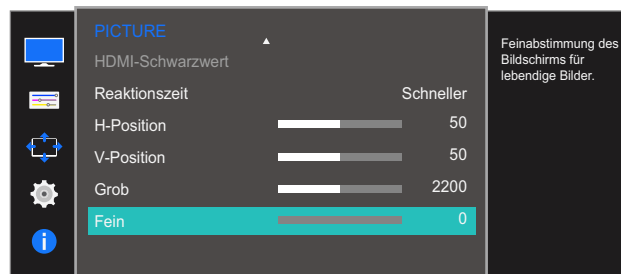 PICTURE
HDMI-Schwarzwert
Reaktionszeit Schneller
H-Position 50
V-Position 50
Grob 2200
Fein 0
Feinabstimmung des
Bildschirms für
lebendige Bilder.